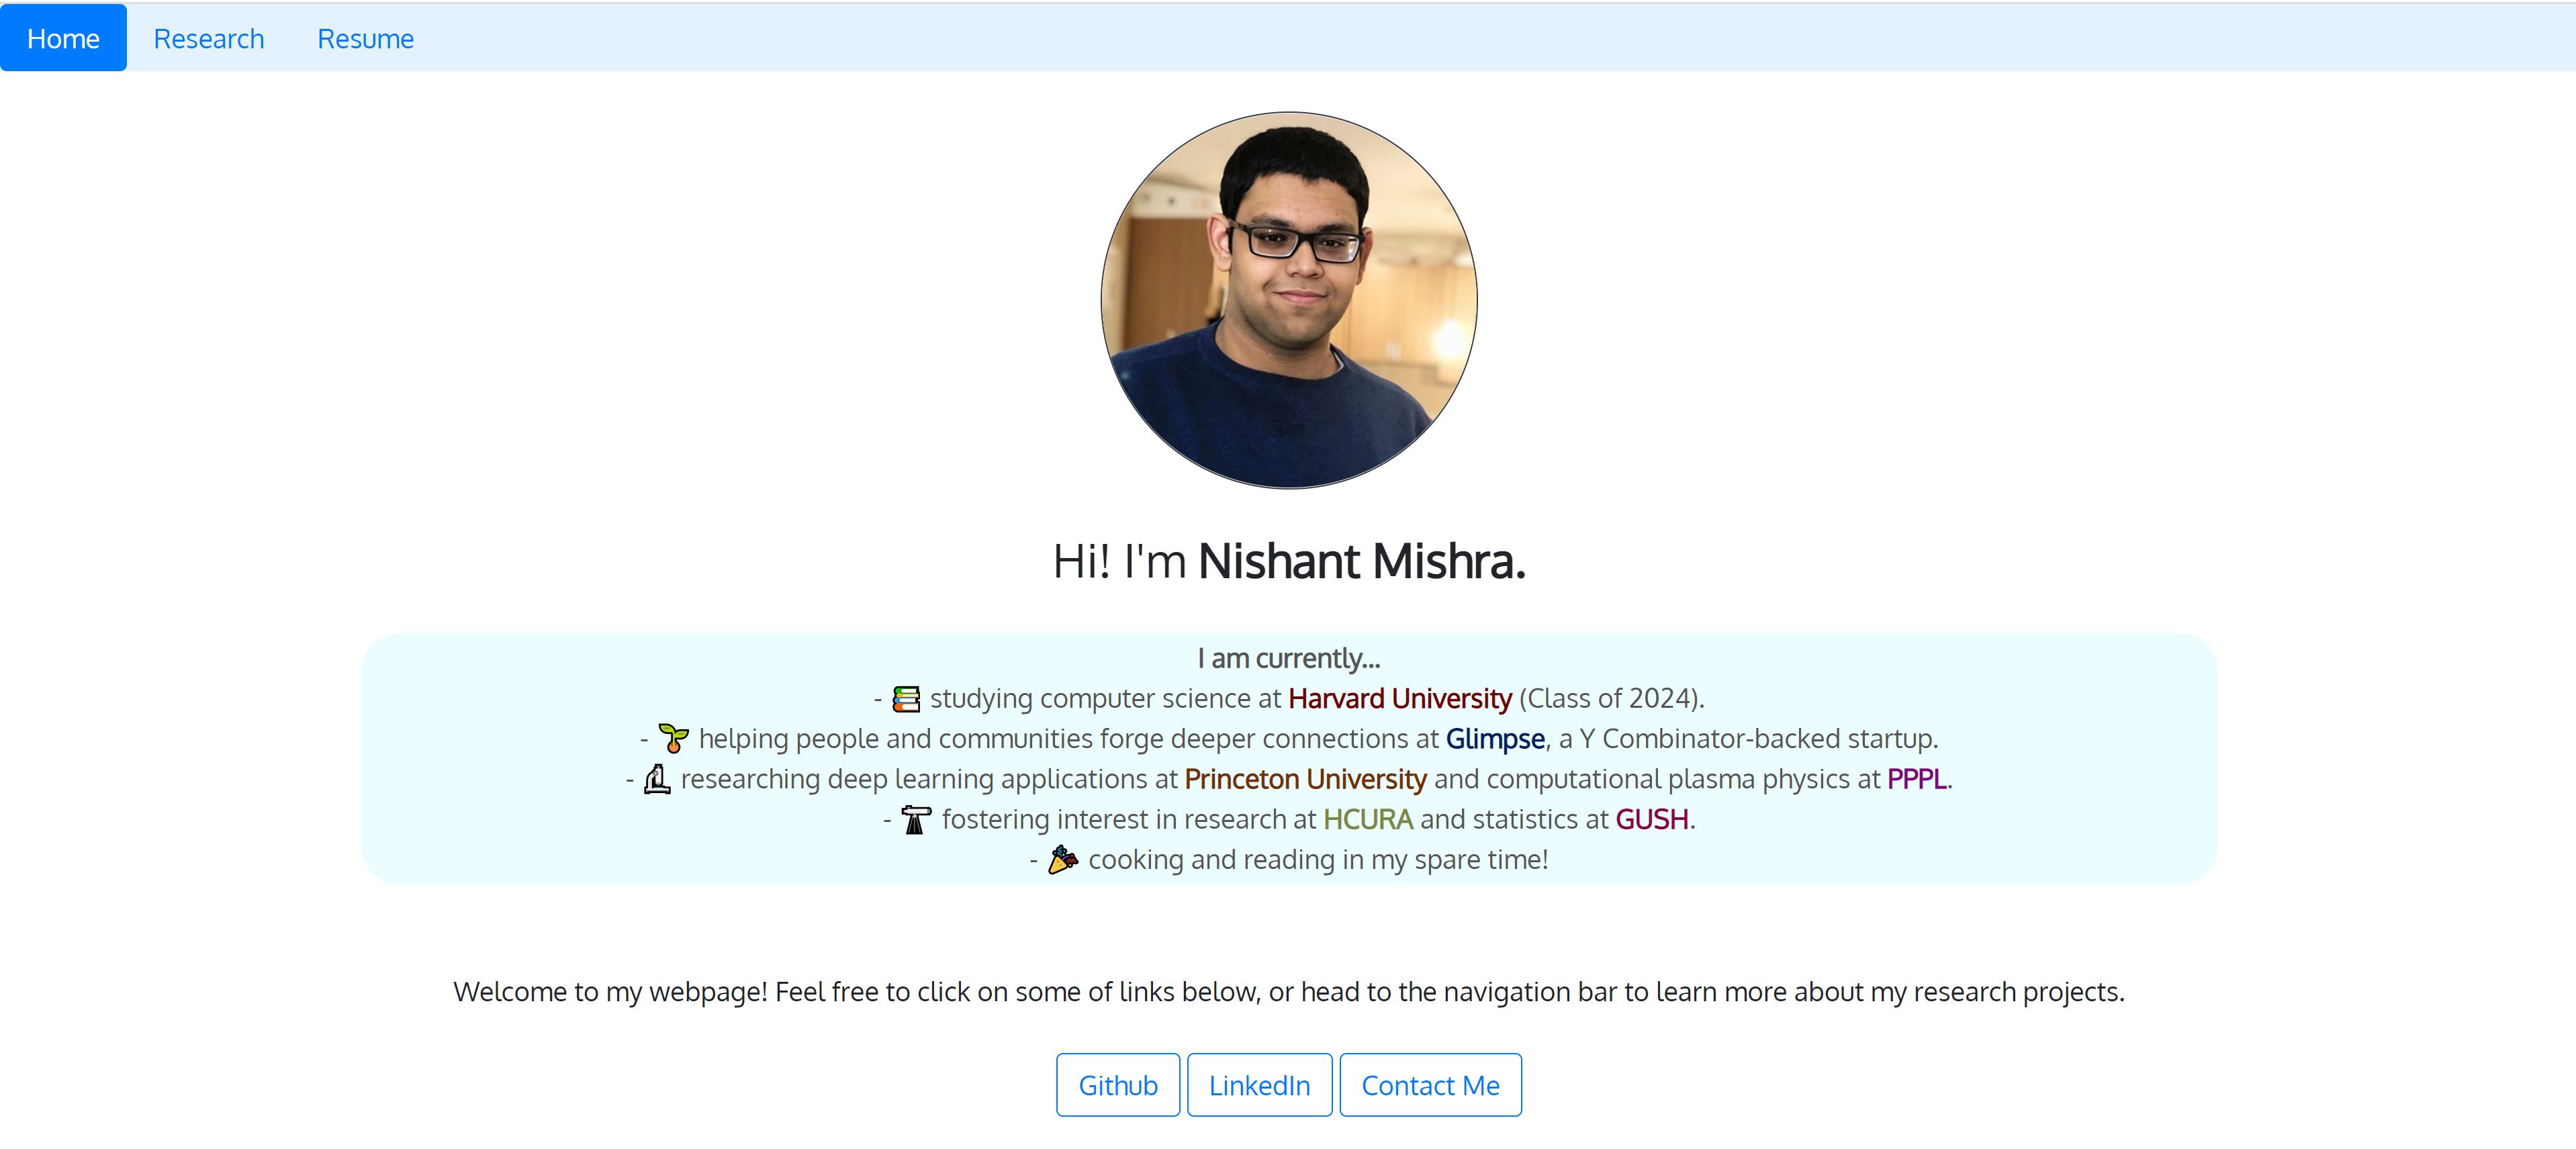 Home Research Resume
Hi! I'm Nishant Mishra.
I am currently...
- 📚 studying computer science at Harvard University (Class of 2024).
- 🌱 helping people and communities forge deeper connections at Glimpse, a Y Combinator-backed startup.
- 🔬 researching deep learning applications at Princeton University and computational plasma physics at PPPL.
- 🔭 fostering interest in research at HCURA and statistics at GUSH.
- 🎉 cooking and reading in my spare time!
Welcome to my webpage! Feel free to click on some of links below, or head to the navigation bar to learn more about my research projects.
Github LinkedIn Contact Me